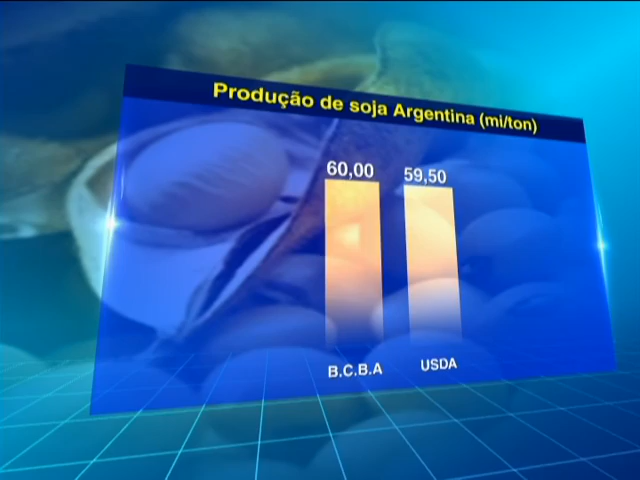 Produção de soja Argentina (mi/ton)
60,00 59,50
B.C.B.A USDA